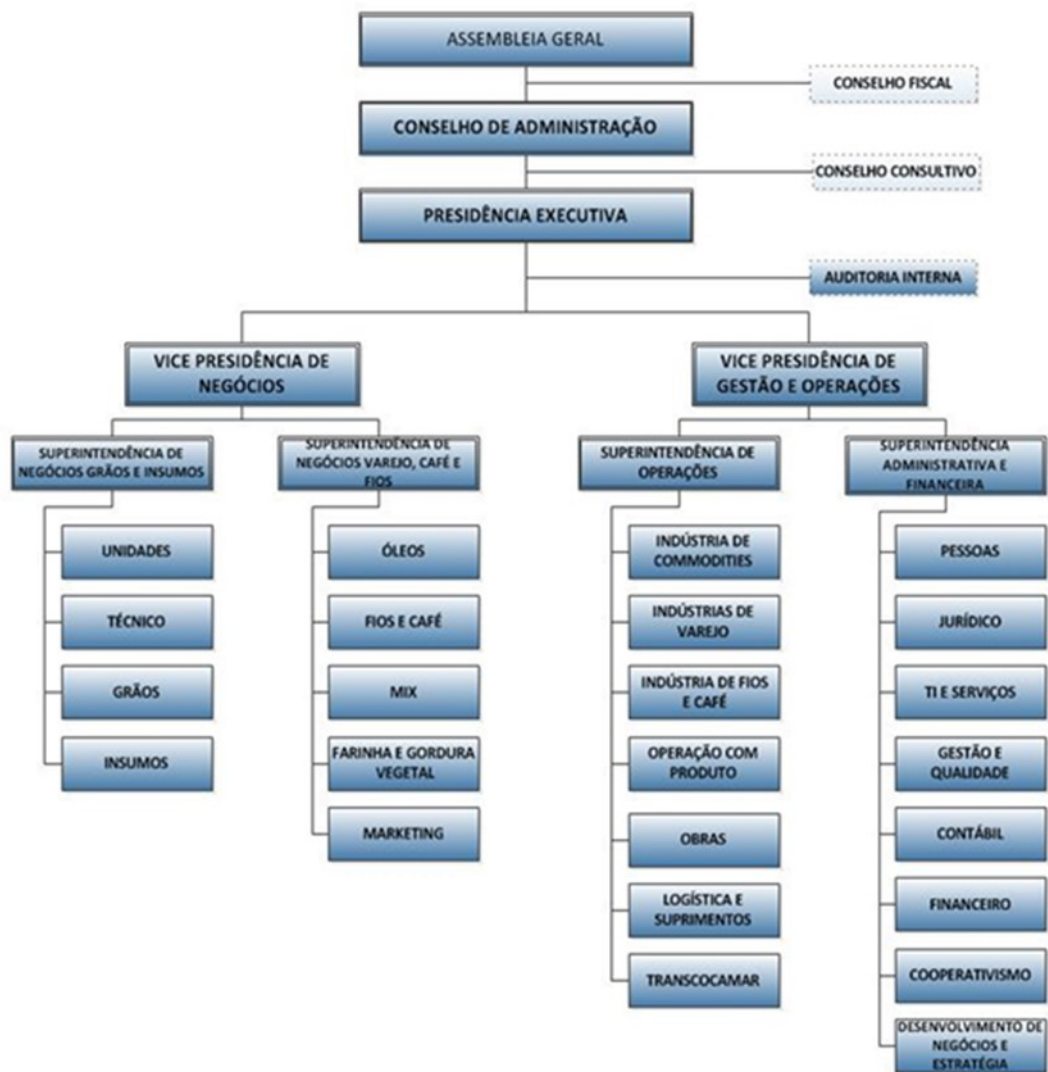 ASSEMBLEIA GERAL
CONSELHO FISCAL
CONSELHO DE ADMINISTRAÇÃO
CONSELHO CONSULTIVO
PRESIDÊNCIA EXECUTIVA
AUDITORIA INTERNA
VICE PRESIDÊNCIA DE
NEGÓCIOS
VICE PRESIDÊNCIA DE
GESTÃO E OPERAÇÕES
SUPERINTENDÊNCIA DE
NEGÓCIOS GRÃOS E INSUMOS
UNIDADES
TÉCNICO
GRÃOS
INSUMOS
SUPERINTENDÊNCIA DE
NEGÓCIOS VAREJO, CAFÉ E
FIOS
ÓLEOS
FIOS E CAFÉ
MIX
FARINHA E GORDURA
VEGETAL
MARKETING
SUPERINTENDÊNCIA DE
OPERAÇÕES
INDÚSTRIA DE
COMMODITIES
INDÚSTRIAS DE
VAREJO
INDÚSTRIA DE FIOS
E CAFÉ
OPERAÇÃO COM
PRODUTO
OBRAS
LOGÍSTICA E
SUPRIMENTOS
TRANSCOCAMAR
SUPERINTENDÊNCIA
ADMINISTRATIVA E
FINANCEIRA
PESSOAS
JURÍDICO
TI E SERVIÇOS
GESTÃO E
QUALIDADE
CONTÁBIL
FINANCEIRO
COOPERATIVISMO
DESENVOLVIMENTO DE
NEGÓCIOS E
ESTRATÉGIA